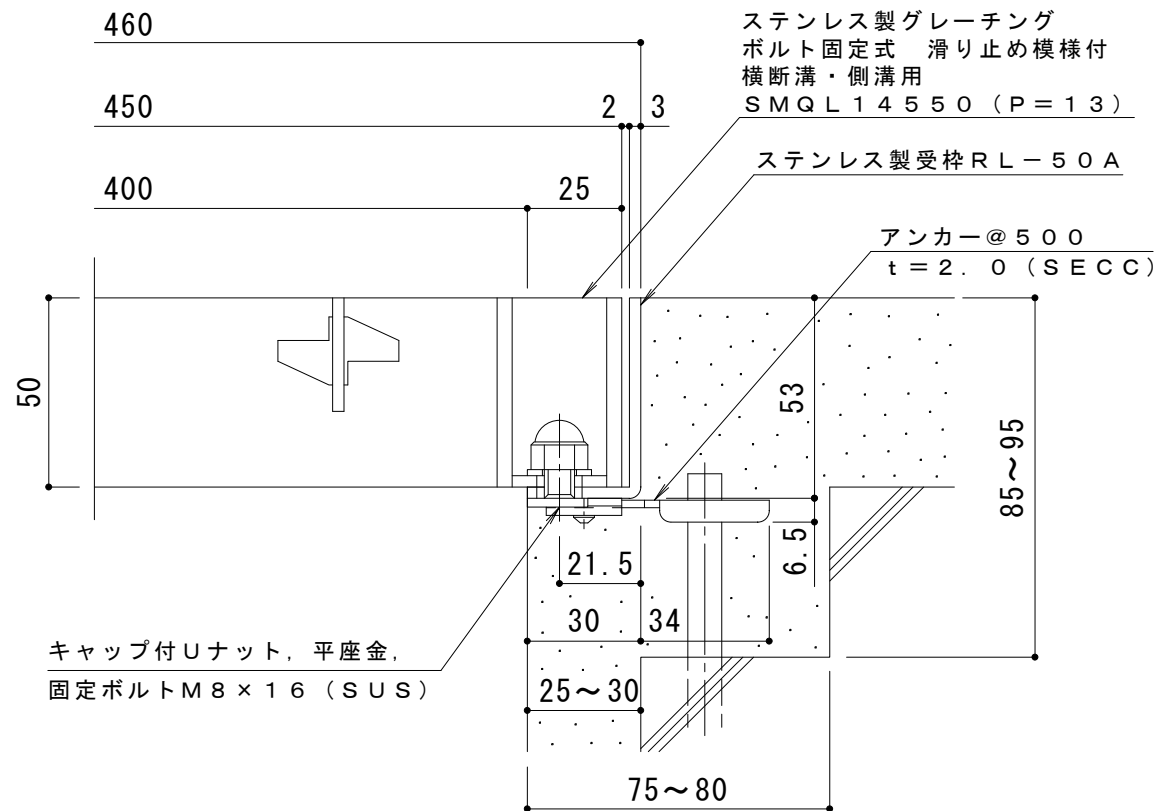 460
ステンレス製グレーチング
ボルト固定式　滑り止め模様付
横断溝・側溝用
ＳＭＱＬ１４５５０（Ｐ＝１３）
450
2
3
ステンレス製受枠ＲＬ－５０Ａ
400
25
アンカー＠５００
ｔ＝２．０（ＳＥＣＣ）
50
53
85～95
6.5
21.5
30
34
キャップ付Ｕナット，平座金，
固定ボルトＭ８×１６（ＳＵＳ）
25～30
75～80